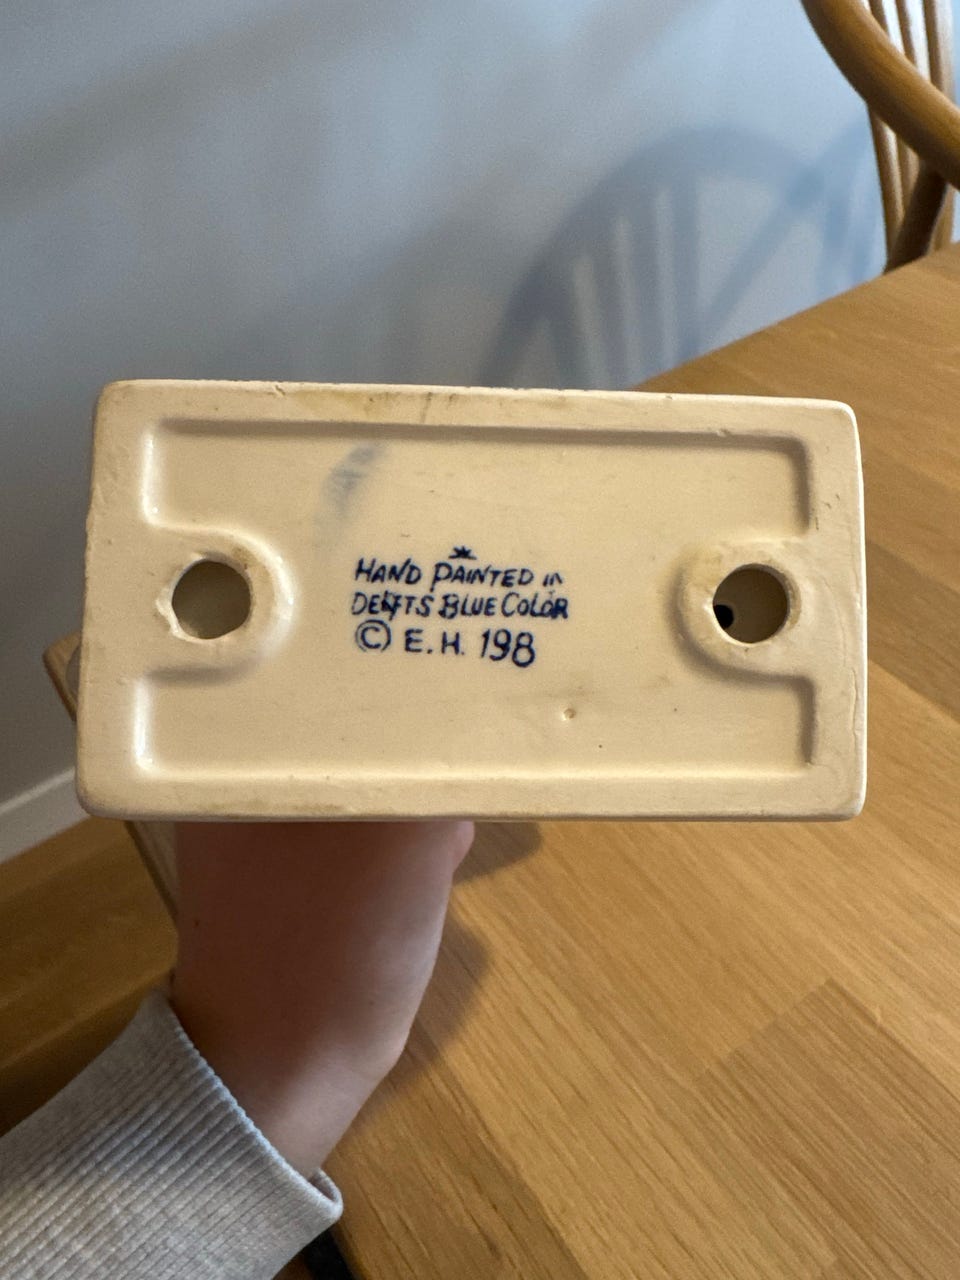 HAND PAINTED in
DELFTS BLUE COLOR
© E.H. 198